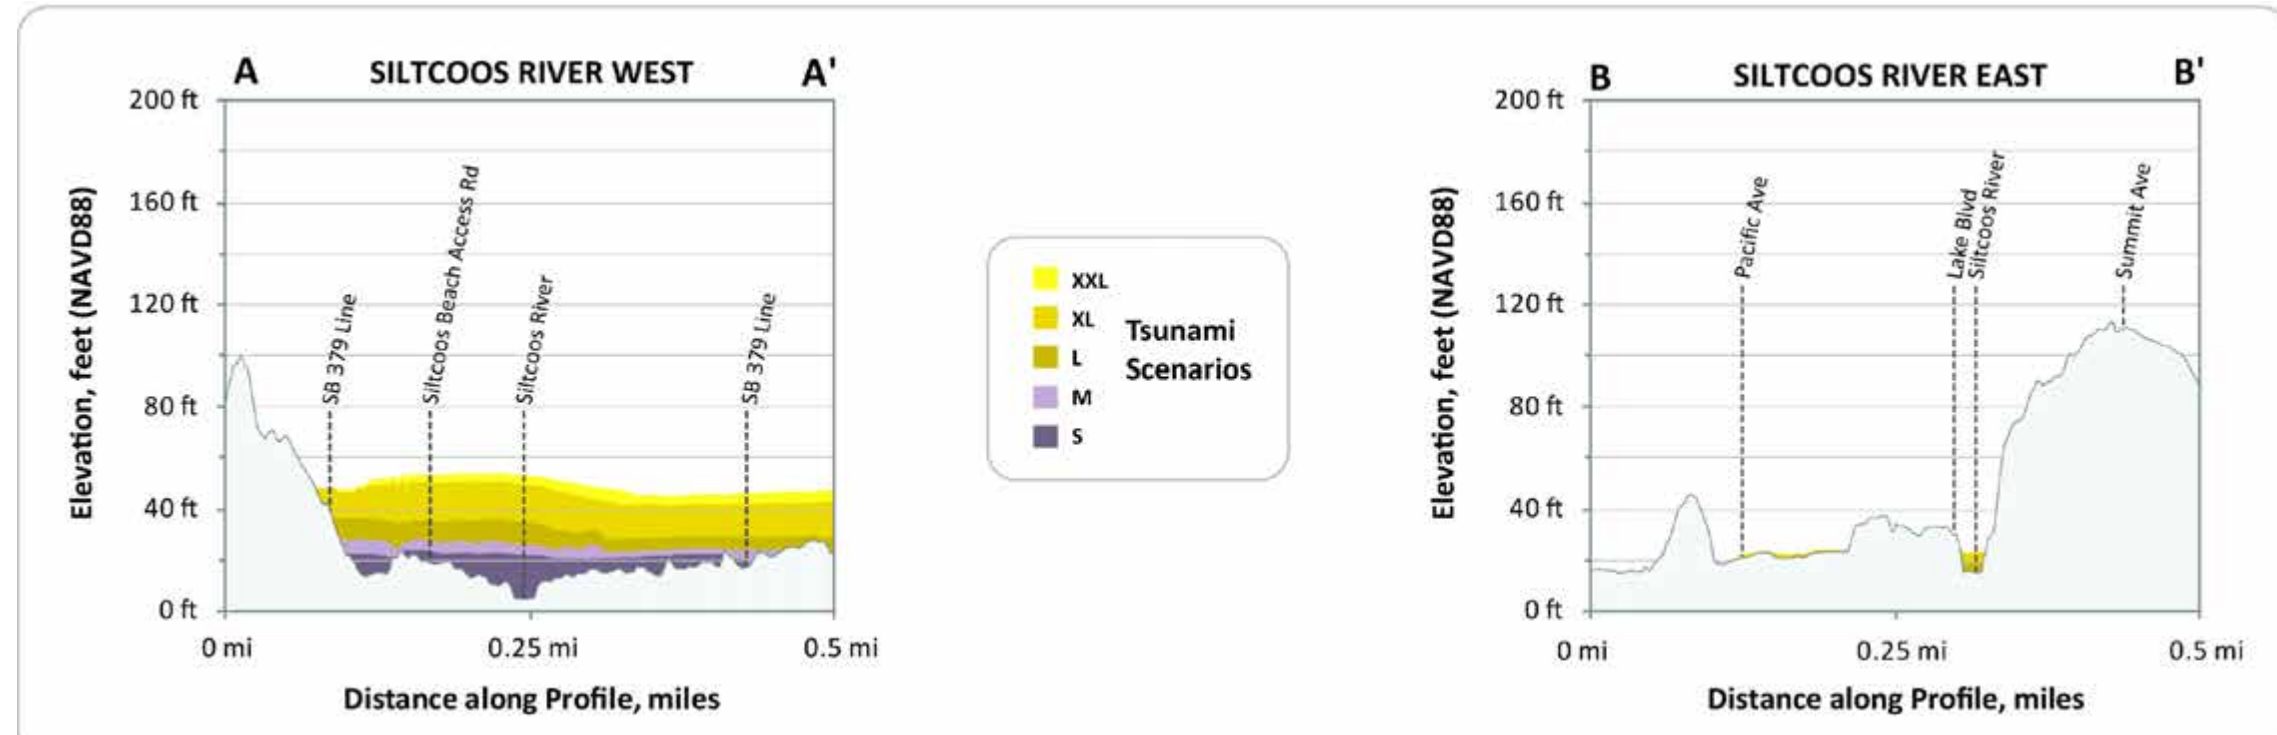 A
SILTCOOS RIVER WEST
A'
200 ft
160 ft
120 ft
80 ft
40 ft
0 ft
Elevation, feet (NAVD88)
SB 379 Line
Siltcoos Beach Access Rd
Siltcoos River
SB 379 Line
0 mi
0.25 mi
0.5 mi
Distance along Profile, miles
XXL
XL
L
M
S
Tsunami
Scenarios
B
SILTCOOS RIVER EAST
B'
200 ft
160 ft
120 ft
80 ft
40 ft
0 ft
Elevation, feet (NAVD88)
Pacific Ave
Lake Blvd
Siltcoos River
Summit Ave
0 mi
0.25 mi
0.5 mi
Distance along Profile, miles